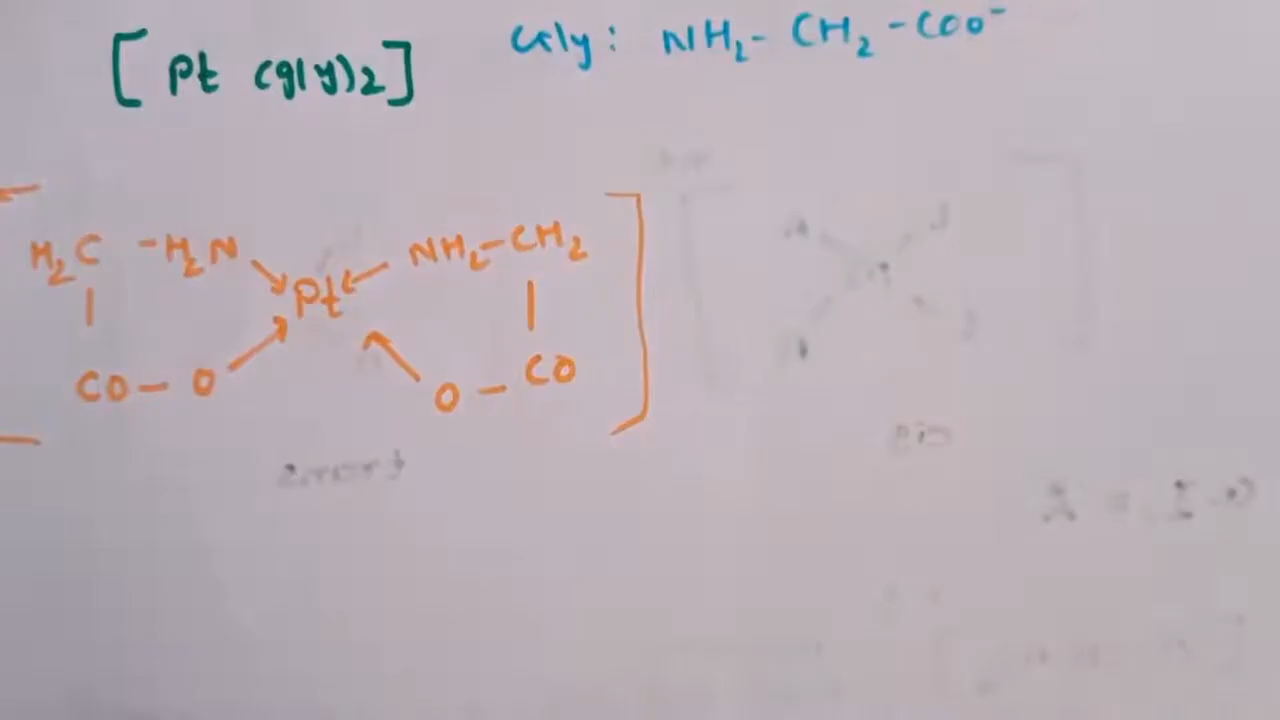 [Pt (gly)2] Gly: NH2- CH2 -COO-
H2C -H2N NH2-CH2
Pt
CO- O O - CO